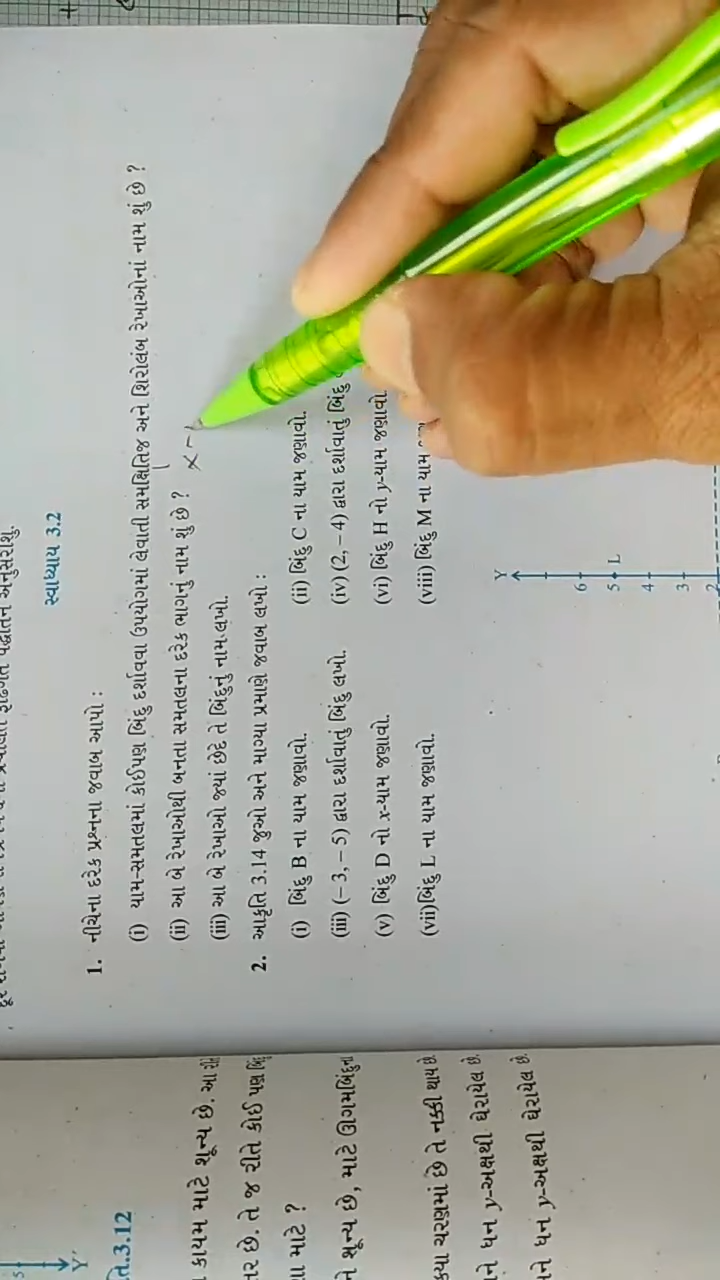 સ્વાધ્યાય 3.2
1. નીચેના દરેક પ્રશ્નના જવાબ આપો :
(i) યામ-સમતલમાં કોઈપણ બિંદુ દર્શાવવા ઉપયોગમાં લેવાતી સમક્ષિતિજ અને શિરોલંબ રેખાઓનાં નામ શું છે ?
(ii) આ બે રેખાઓથી બનતા સમતલના દરેક ભાગનું નામ શું છે ? x-
(iii) આ બે રેખાઓ જ્યાં છેદે તે બિંદુનું નામ લખો.
2. આકૃતિ 3.14 જુઓ અને માગ્યા પ્રમાણે જવાબ લખો :
(i) બિંદુ B ના યામ જણાવો. (ii) બિંદુ C ના યામ જણાવો.
(iii) (–3, –5) દ્વારા દર્શાવાતું બિંદુ લખો. (iv) (2, –4) દ્વારા દર્શાવાતું બિંદુ
(v) બિંદુ D નો x-યામ જણાવો. (vi) બિંદુ H નો y-યામ જણાવો.
(vii) બિંદુ L ના યામ જણાવો. (viii) બિંદુ M ના યામ
Y
6
5 L
4
3
2
5
Y'
તિ.3.12
કાયમ માટે શૂન્ય છે. આ
તર છે. તે જ રીતે કોઈ પણ
માટે ?
શૂન્ય છે, માટે ઊગમબિંદુના
કયા ચરણમાં છે તે નક્કી થાય છે.
ને ધન y-અક્ષથી ઘેરાયેલ છે.
ને ધન y-અક્ષથી ઘેરાયેલ છે.